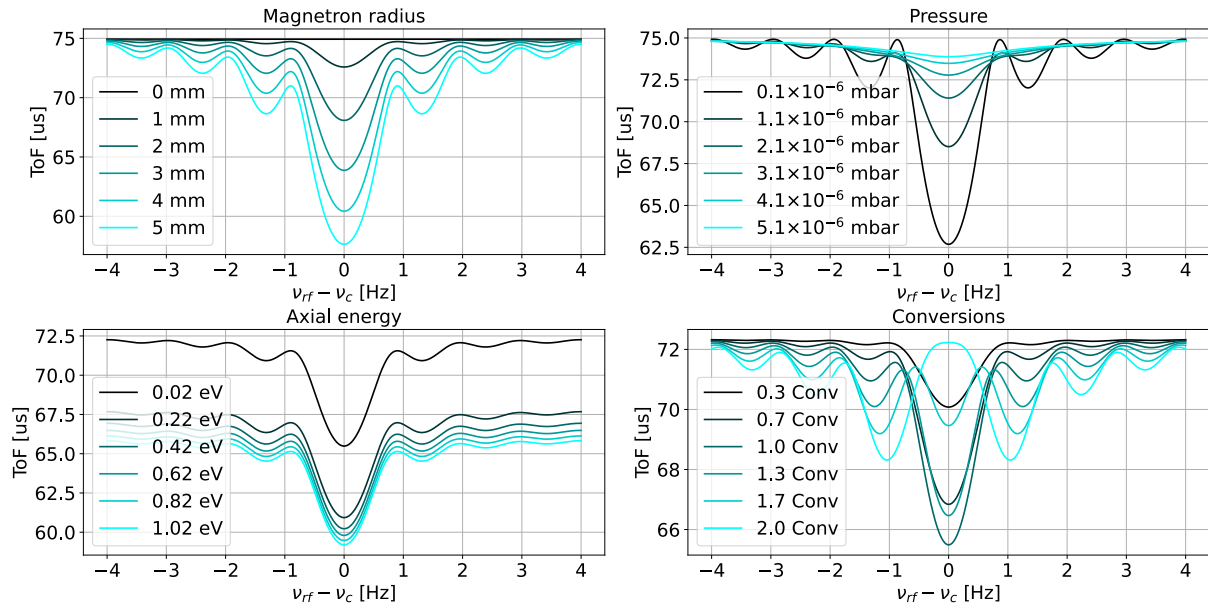 Magnetron radius
ToF [us]
75
70
65
60
0 mm
1 mm
2 mm
3 mm
4 mm
5 mm
−4 −3 −2 −1 0 1 2 3 4
ν_rf − ν_c [Hz]
Pressure
ToF [us]
75.0
72.5
70.0
67.5
65.0
62.5
0.1×10⁻⁶ mbar
1.1×10⁻⁶ mbar
2.1×10⁻⁶ mbar
3.1×10⁻⁶ mbar
4.1×10⁻⁶ mbar
5.1×10⁻⁶ mbar
−4 −3 −2 −1 0 1 2 3 4
ν_rf − ν_c [Hz]
Axial energy
ToF [us]
72.5
70.0
67.5
65.0
62.5
60.0
0.02 eV
0.22 eV
0.42 eV
0.62 eV
0.82 eV
1.02 eV
−4 −3 −2 −1 0 1 2 3 4
ν_rf − ν_c [Hz]
Conversions
ToF [us]
72
70
68
66
0.3 Conv
0.7 Conv
1.0 Conv
1.3 Conv
1.7 Conv
2.0 Conv
−4 −3 −2 −1 0 1 2 3 4
ν_rf − ν_c [Hz]